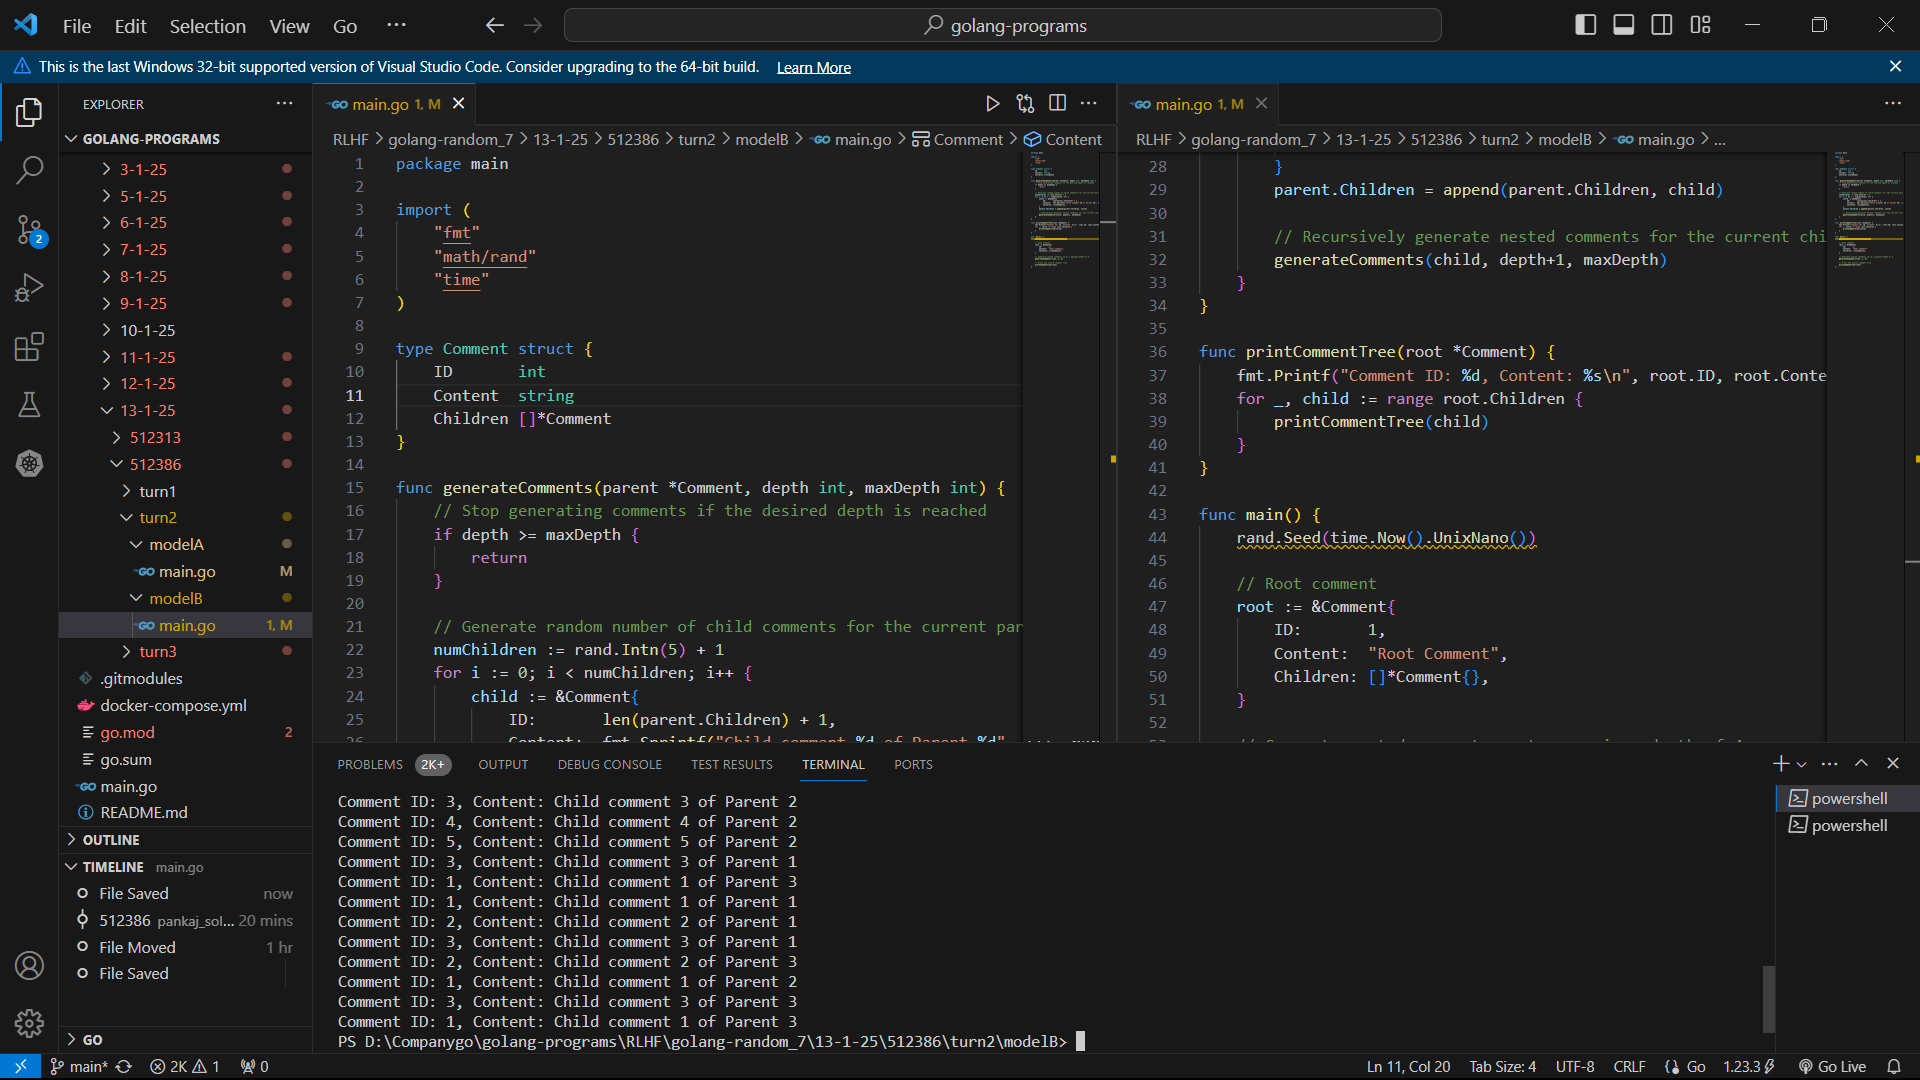 File Edit Selection View Go ···
golang-programs
This is the last Windows 32-bit supported version of Visual Studio Code. Consider upgrading to the 64-bit build. Learn More
EXPLORER
GOLANG-PROGRAMS
3-1-25
5-1-25
6-1-25
7-1-25
8-1-25
9-1-25
10-1-25
11-1-25
12-1-25
13-1-25
512313
512386
turn1
turn2
modelA
main.go M
modelB
main.go 1, M
turn3
.gitmodules
docker-compose.yml
go.mod 2
go.sum
main.go
README.md
OUTLINE
TIMELINE main.go
File Saved now
512386 pankaj_sol... 20 mins
File Moved 1 hr
File Saved
GO
main.go 1, M
RLHF > golang-random_7 > 13-1-25 > 512386 > turn2 > modelB > main.go > Comment > Content
1 package main
2
3 import (
4 "fmt"
5 "math/rand"
6 "time"
7 )
8
9 type Comment struct {
10 ID int
11 Content string
12 Children []*Comment
13 }
14
15 func generateComments(parent *Comment, depth int, maxDepth int) {
16 // Stop generating comments if the desired depth is reached
17 if depth >= maxDepth {
18 return
19 }
20
21 // Generate random number of child comments for the current par
22 numChildren := rand.Intn(5) + 1
23 for i := 0; i < numChildren; i++ {
24 child := &Comment{
25 ID: len(parent.Children) + 1,
26 Content: fmt.Sprintf("Child comment %d of Parent %d"
main.go 1, M
RLHF > golang-random_7 > 13-1-25 > 512386 > turn2 > modelB > main.go > ...
28 }
29 parent.Children = append(parent.Children, child)
30
31 // Recursively generate nested comments for the current chi
32 generateComments(child, depth+1, maxDepth)
33 }
34 }
35
36 func printCommentTree(root *Comment) {
37 fmt.Printf("Comment ID: %d, Content: %s\n", root.ID, root.Conte
38 for _, child := range root.Children {
39 printCommentTree(child)
40 }
41 }
42
43 func main() {
44 rand.Seed(time.Now().UnixNano())
45
46 // Root comment
47 root := &Comment{
48 ID: 1,
49 Content: "Root Comment",
50 Children: []*Comment{},
51 }
52
PROBLEMS 2K+ OUTPUT DEBUG CONSOLE TEST RESULTS TERMINAL PORTS
Comment ID: 3, Content: Child comment 3 of Parent 2
Comment ID: 4, Content: Child comment 4 of Parent 2
Comment ID: 5, Content: Child comment 5 of Parent 2
Comment ID: 3, Content: Child comment 3 of Parent 1
Comment ID: 1, Content: Child comment 1 of Parent 3
Comment ID: 1, Content: Child comment 1 of Parent 1
Comment ID: 2, Content: Child comment 2 of Parent 1
Comment ID: 3, Content: Child comment 3 of Parent 1
Comment ID: 2, Content: Child comment 2 of Parent 3
Comment ID: 1, Content: Child comment 1 of Parent 2
Comment ID: 3, Content: Child comment 3 of Parent 3
Comment ID: 1, Content: Child comment 1 of Parent 3
PS D:\Companygo\golang-programs\RLHF\golang-random_7\13-1-25\512386\turn2\modelB>
powershell
powershell
main* 2K 1 0 Ln 11, Col 20 Tab Size: 4 UTF-8 CRLF Go 1.23.3 Go Live